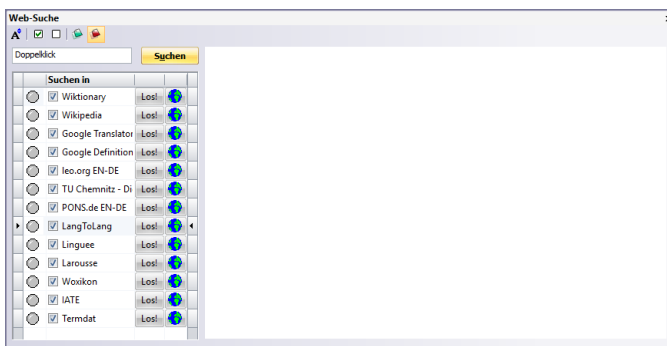 Web-Suche
A
Doppelklick Suchen
Suchen in
Wiktionary Los!
Wikipedia Los!
Google Translator Los!
Google Definition Los!
leo.org EN-DE Los!
TU Chemnitz - Di Los!
PONS.de EN-DE Los!
LangToLang Los!
Linguee Los!
Larousse Los!
Woxikon Los!
IATE Los!
Termdat Los!